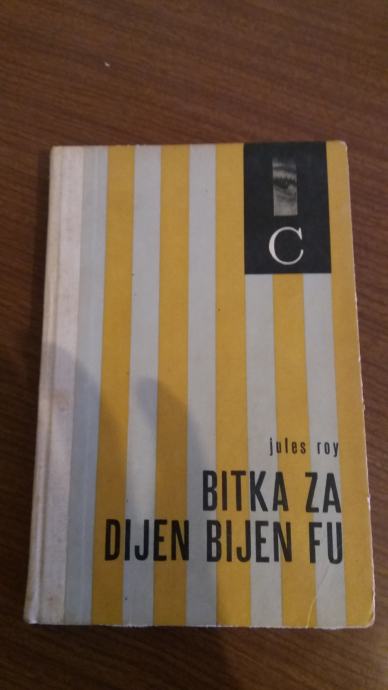 C
jules roy
BITKA ZA
DIJEN BIJEN FU